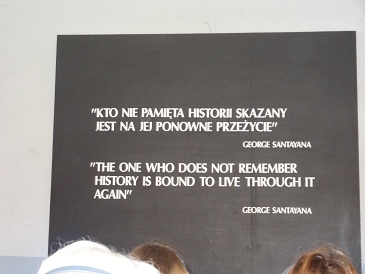 "KTO NIE PAMIĘTA HISTORII SKAZANY
JEST NA JEJ PONOWNE PRZEŻYCIE"
GEORGE SANTAYANA
"THE ONE WHO DOES NOT REMEMBER
HISTORY IS BOUND TO LIVE THROUGH IT
AGAIN"
GEORGE SANTAYANA